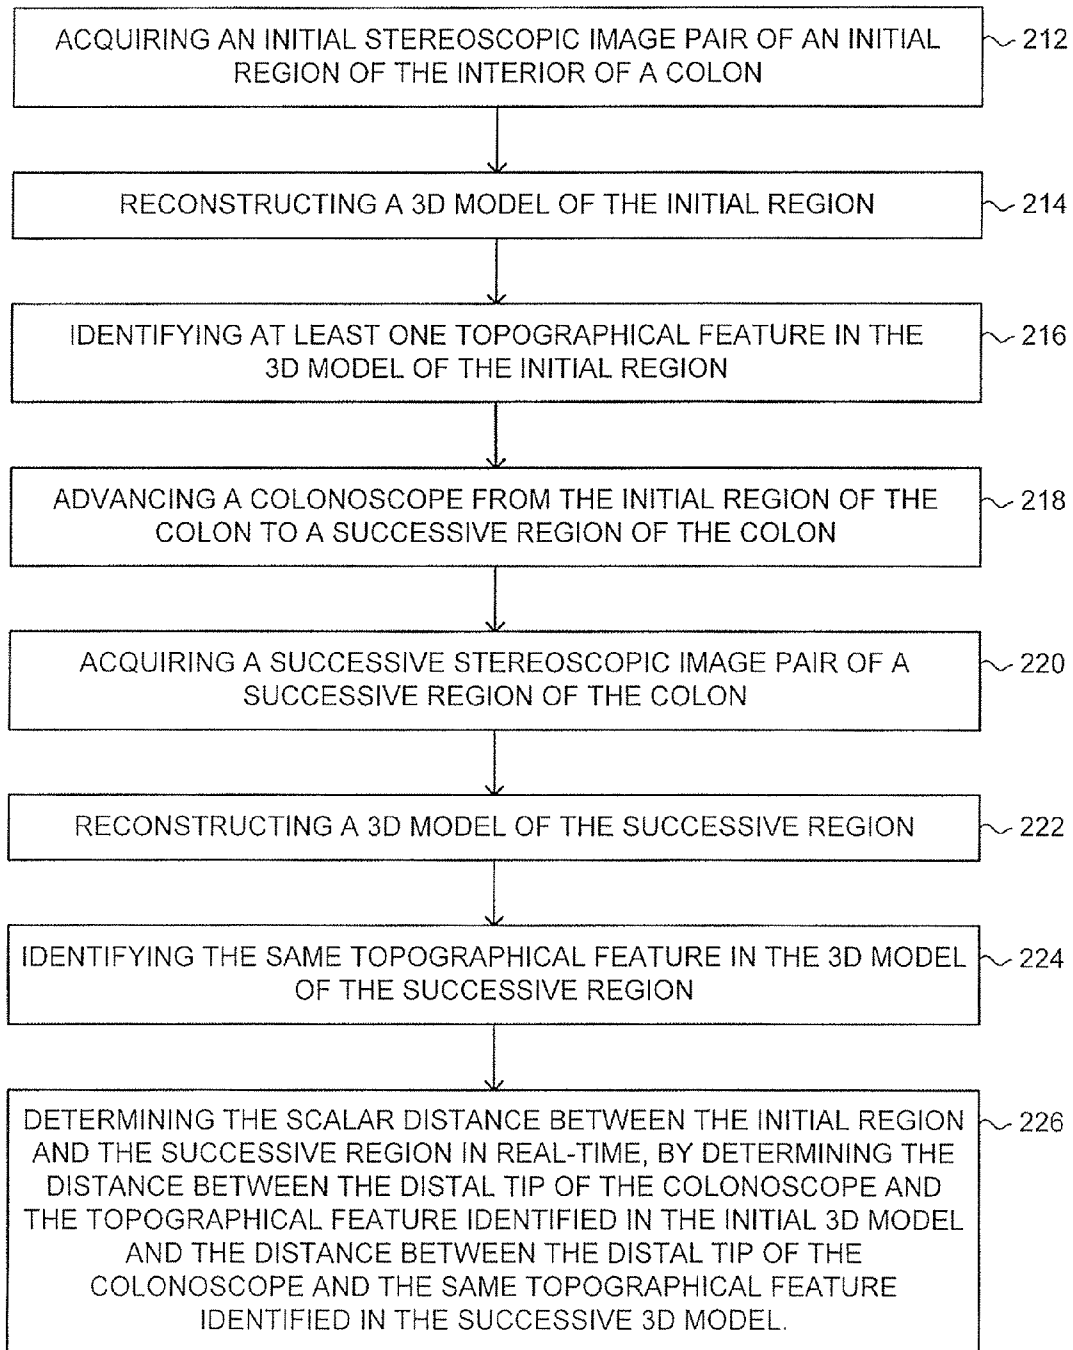 ACQUIRING AN INITIAL STEREOSCOPIC IMAGE PAIR OF AN INITIAL
REGION OF THE INTERIOR OF A COLON
212
RECONSTRUCTING A 3D MODEL OF THE INITIAL REGION
214
IDENTIFYING AT LEAST ONE TOPOGRAPHICAL FEATURE IN THE
3D MODEL OF THE INITIAL REGION
216
ADVANCING A COLONOSCOPE FROM THE INITIAL REGION OF THE
COLON TO A SUCCESSIVE REGION OF THE COLON
218
ACQUIRING A SUCCESSIVE STEREOSCOPIC IMAGE PAIR OF A
SUCCESSIVE REGION OF THE COLON
220
RECONSTRUCTING A 3D MODEL OF THE SUCCESSIVE REGION
222
IDENTIFYING THE SAME TOPOGRAPHICAL FEATURE IN THE 3D MODEL
OF THE SUCCESSIVE REGION
224
DETERMINING THE SCALAR DISTANCE BETWEEN THE INITIAL REGION
AND THE SUCCESSIVE REGION IN REAL-TIME, BY DETERMINING THE
DISTANCE BETWEEN THE DISTAL TIP OF THE COLONOSCOPE AND
THE TOPOGRAPHICAL FEATURE IDENTIFIED IN THE INITIAL 3D MODEL
AND THE DISTANCE BETWEEN THE DISTAL TIP OF THE
COLONOSCOPE AND THE SAME TOPOGRAPHICAL FEATURE
IDENTIFIED IN THE SUCCESSIVE 3D MODEL.
226